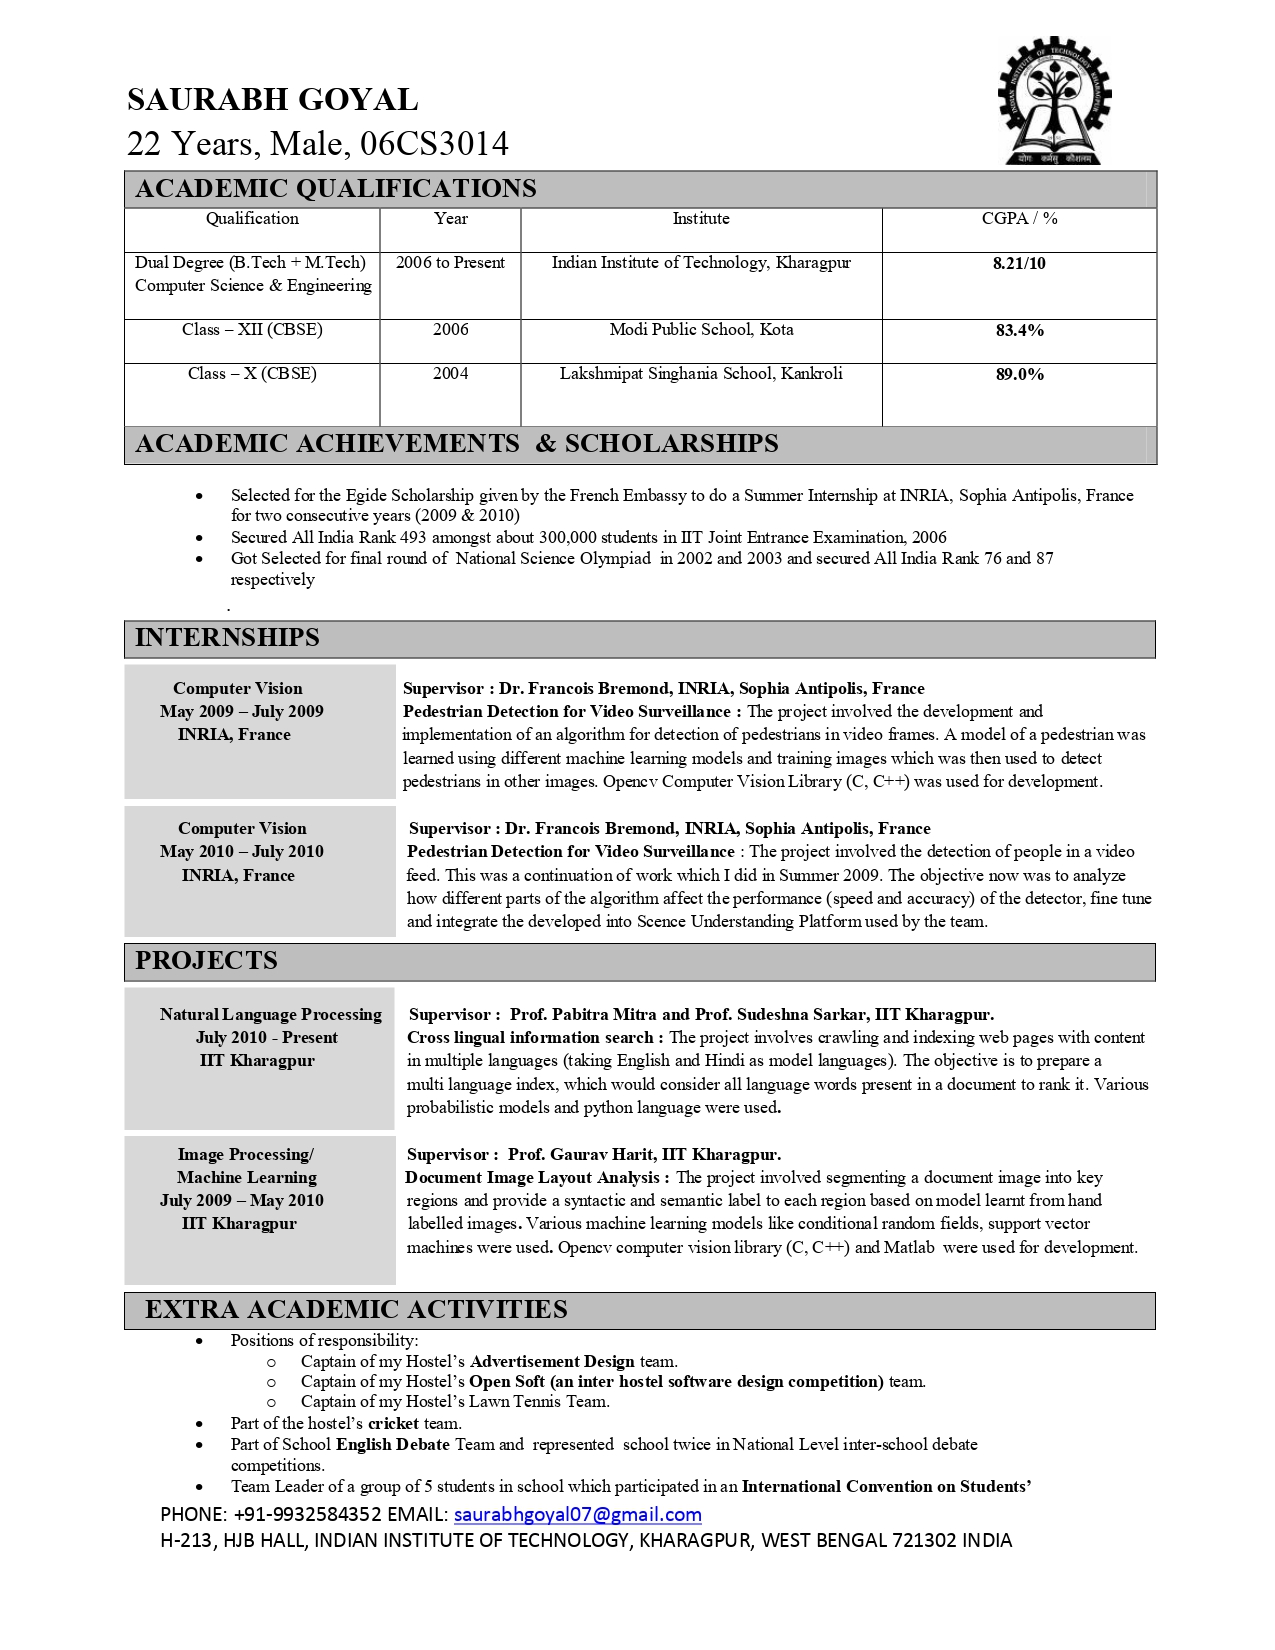 SAURABH GOYAL
22 Years, Male, 06CS3014
INDIAN INSTITUTE OF TECHNOLOGY KHARAGPUR
योगः कर्मसु कौशलम्
ACADEMIC QUALIFICATIONS
Qualification Year Institute CGPA / %
Dual Degree (B.Tech + M.Tech) 2006 to Present Indian Institute of Technology, Kharagpur 8.21/10
Computer Science & Engineering
Class – XII (CBSE) 2006 Modi Public School, Kota 83.4%
Class – X (CBSE) 2004 Lakshmipat Singhania School, Kankroli 89.0%
ACADEMIC ACHIEVEMENTS & SCHOLARSHIPS
• Selected for the Egide Scholarship given by the French Embassy to do a Summer Internship at INRIA, Sophia Antipolis, France
for two consecutive years (2009 & 2010)
• Secured All India Rank 493 amongst about 300,000 students in IIT Joint Entrance Examination, 2006
• Got Selected for final round of National Science Olympiad in 2002 and 2003 and secured All India Rank 76 and 87
respectively
.
INTERNSHIPS
Computer Vision
May 2009 – July 2009
INRIA, France
Supervisor : Dr. Francois Bremond, INRIA, Sophia Antipolis, France
Pedestrian Detection for Video Surveillance : The project involved the development and
implementation of an algorithm for detection of pedestrians in video frames. A model of a pedestrian was
learned using different machine learning models and training images which was then used to detect
pedestrians in other images. Opencv Computer Vision Library (C, C++) was used for development.
Computer Vision
May 2010 – July 2010
INRIA, France
Supervisor : Dr. Francois Bremond, INRIA, Sophia Antipolis, France
Pedestrian Detection for Video Surveillance : The project involved the detection of people in a video
feed. This was a continuation of work which I did in Summer 2009. The objective now was to analyze
how different parts of the algorithm affect the performance (speed and accuracy) of the detector, fine tune
and integrate the developed into Scence Understanding Platform used by the team.
PROJECTS
Natural Language Processing
July 2010 - Present
IIT Kharagpur
Supervisor : Prof. Pabitra Mitra and Prof. Sudeshna Sarkar, IIT Kharagpur.
Cross lingual information search : The project involves crawling and indexing web pages with content
in multiple languages (taking English and Hindi as model languages). The objective is to prepare a
multi language index, which would consider all language words present in a document to rank it. Various
probabilistic models and python language were used.
Image Processing/
Machine Learning
July 2009 – May 2010
IIT Kharagpur
Supervisor : Prof. Gaurav Harit, IIT Kharagpur.
Document Image Layout Analysis : The project involved segmenting a document image into key
regions and provide a syntactic and semantic label to each region based on model learnt from hand
labelled images. Various machine learning models like conditional random fields, support vector
machines were used. Opencv computer vision library (C, C++) and Matlab were used for development.
EXTRA ACADEMIC ACTIVITIES
• Positions of responsibility:
o Captain of my Hostel’s Advertisement Design team.
o Captain of my Hostel’s Open Soft (an inter hostel software design competition) team.
o Captain of my Hostel’s Lawn Tennis Team.
• Part of the hostel’s cricket team.
• Part of School English Debate Team and represented school twice in National Level inter-school debate
competitions.
• Team Leader of a group of 5 students in school which participated in an International Convention on Students’
PHONE: +91-9932584352 EMAIL: saurabhgoyal07@gmail.com
H-213, HJB HALL, INDIAN INSTITUTE OF TECHNOLOGY, KHARAGPUR, WEST BENGAL 721302 INDIA